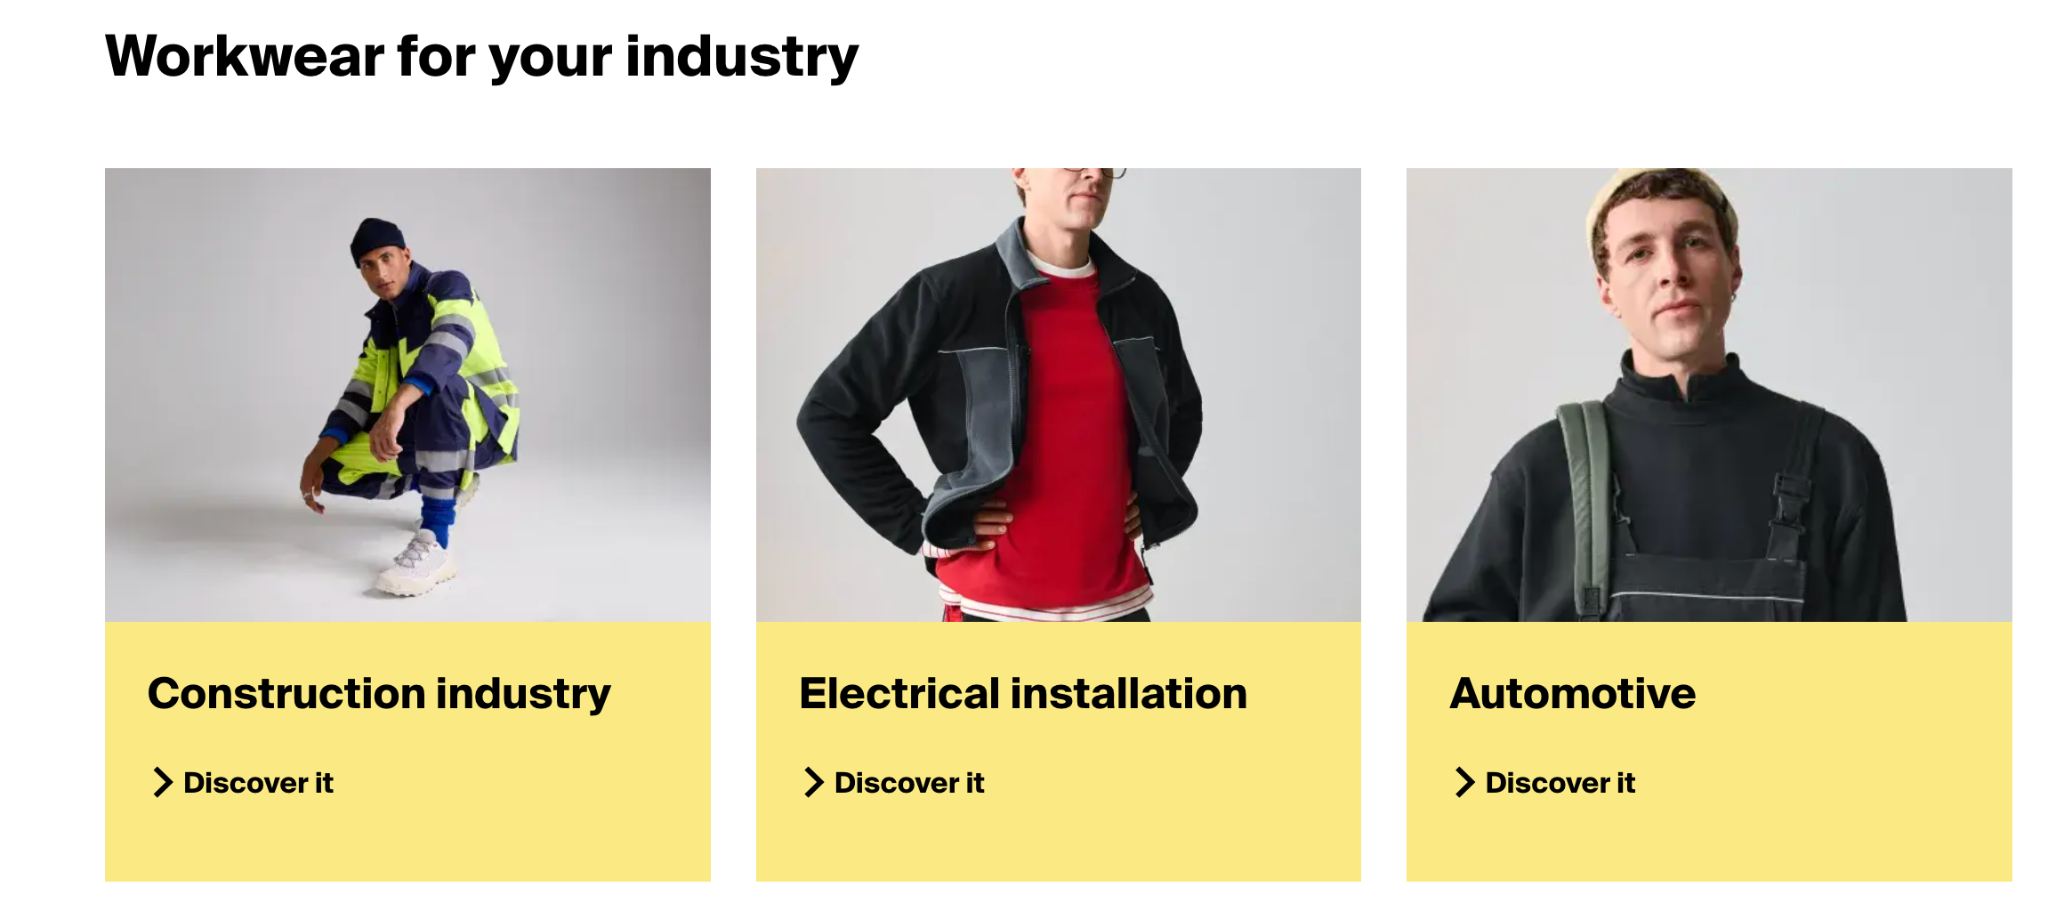 Workwear for your industry
Construction industry
Discover it
Electrical installation
Discover it
Automotive
Discover it